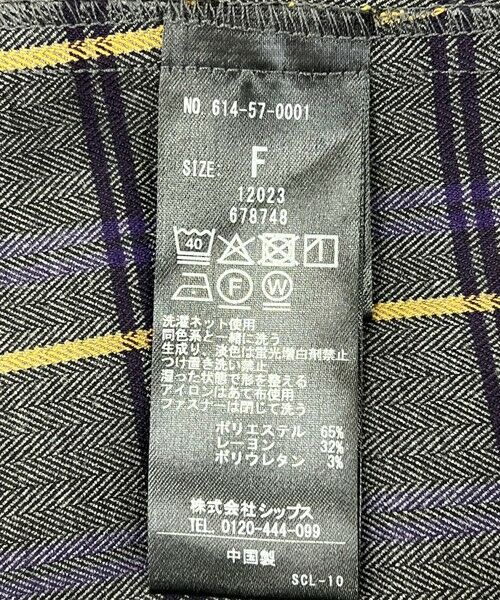 NO. 614-57-0001
SIZE: F
12023
678748
40
F W
洗濯ネット使用
同色系と一緒に洗う
生成り、淡色は蛍光増白剤禁止
つけ置き洗い禁止
湿った状態で形を整える
アイロンはあて布使用
ファスナーは閉じて洗う
ポリエステル 65%
レーヨン 32%
ポリウレタン 3%
株式会社シップス
TEL 0120-444-099
中国製
SCL-10